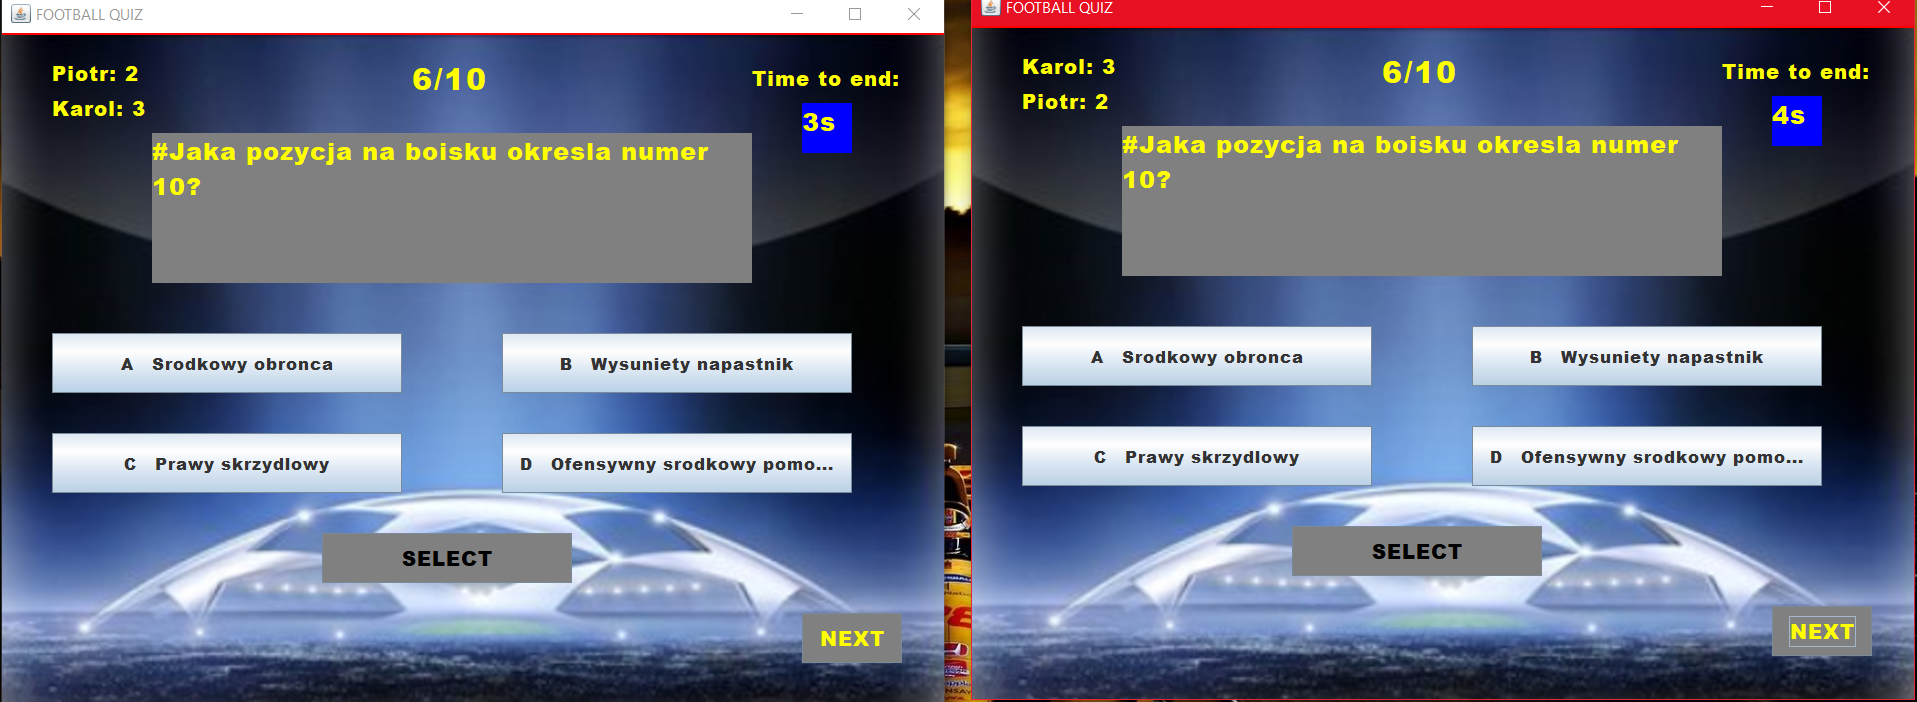 FOOTBALL QUIZ
Piotr: 2
Karol: 3
6/10
Time to end:
3s
#Jaka pozycja na boisku okresla numer
10?
A Srodkowy obronca
B Wysuniety napastnik
C Prawy skrzydlowy
D Ofensywny srodkowy pomo...
SELECT
NEXT
FOOTBALL QUIZ
Karol: 3
Piotr: 2
6/10
Time to end:
4s
#Jaka pozycja na boisku okresla numer
10?
A Srodkowy obronca
B Wysuniety napastnik
C Prawy skrzydlowy
D Ofensywny srodkowy pomo...
SELECT
NEXT